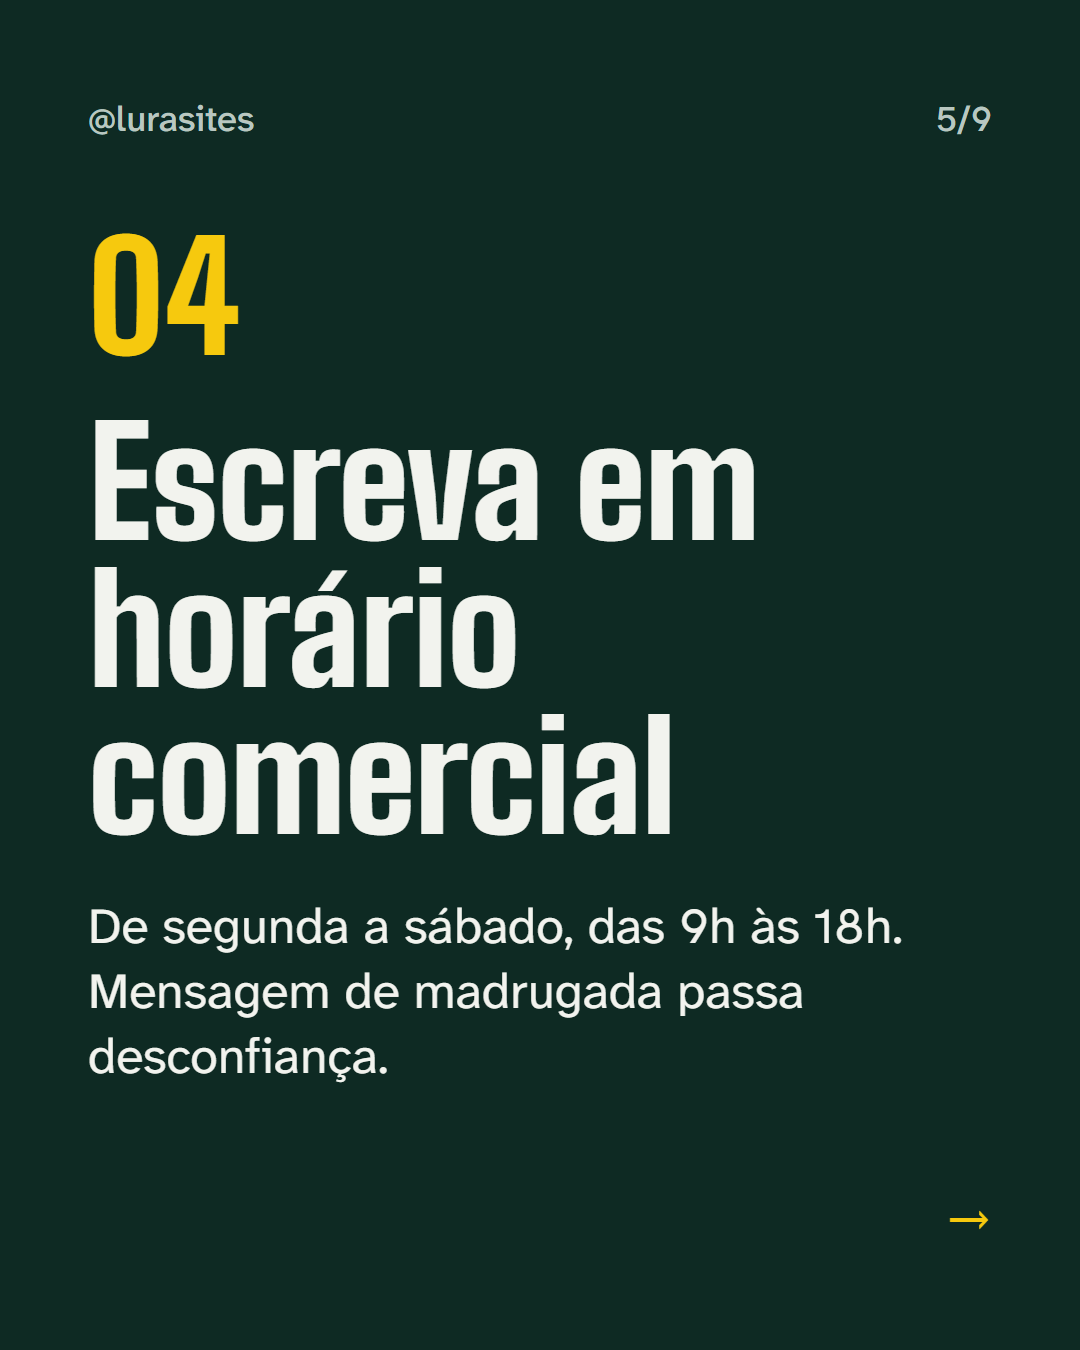 @lurasites
5/9
04
Escreva em
horário
comercial
De segunda a sábado, das 9h às 18h.
Mensagem de madrugada passa
desconfiança.
→